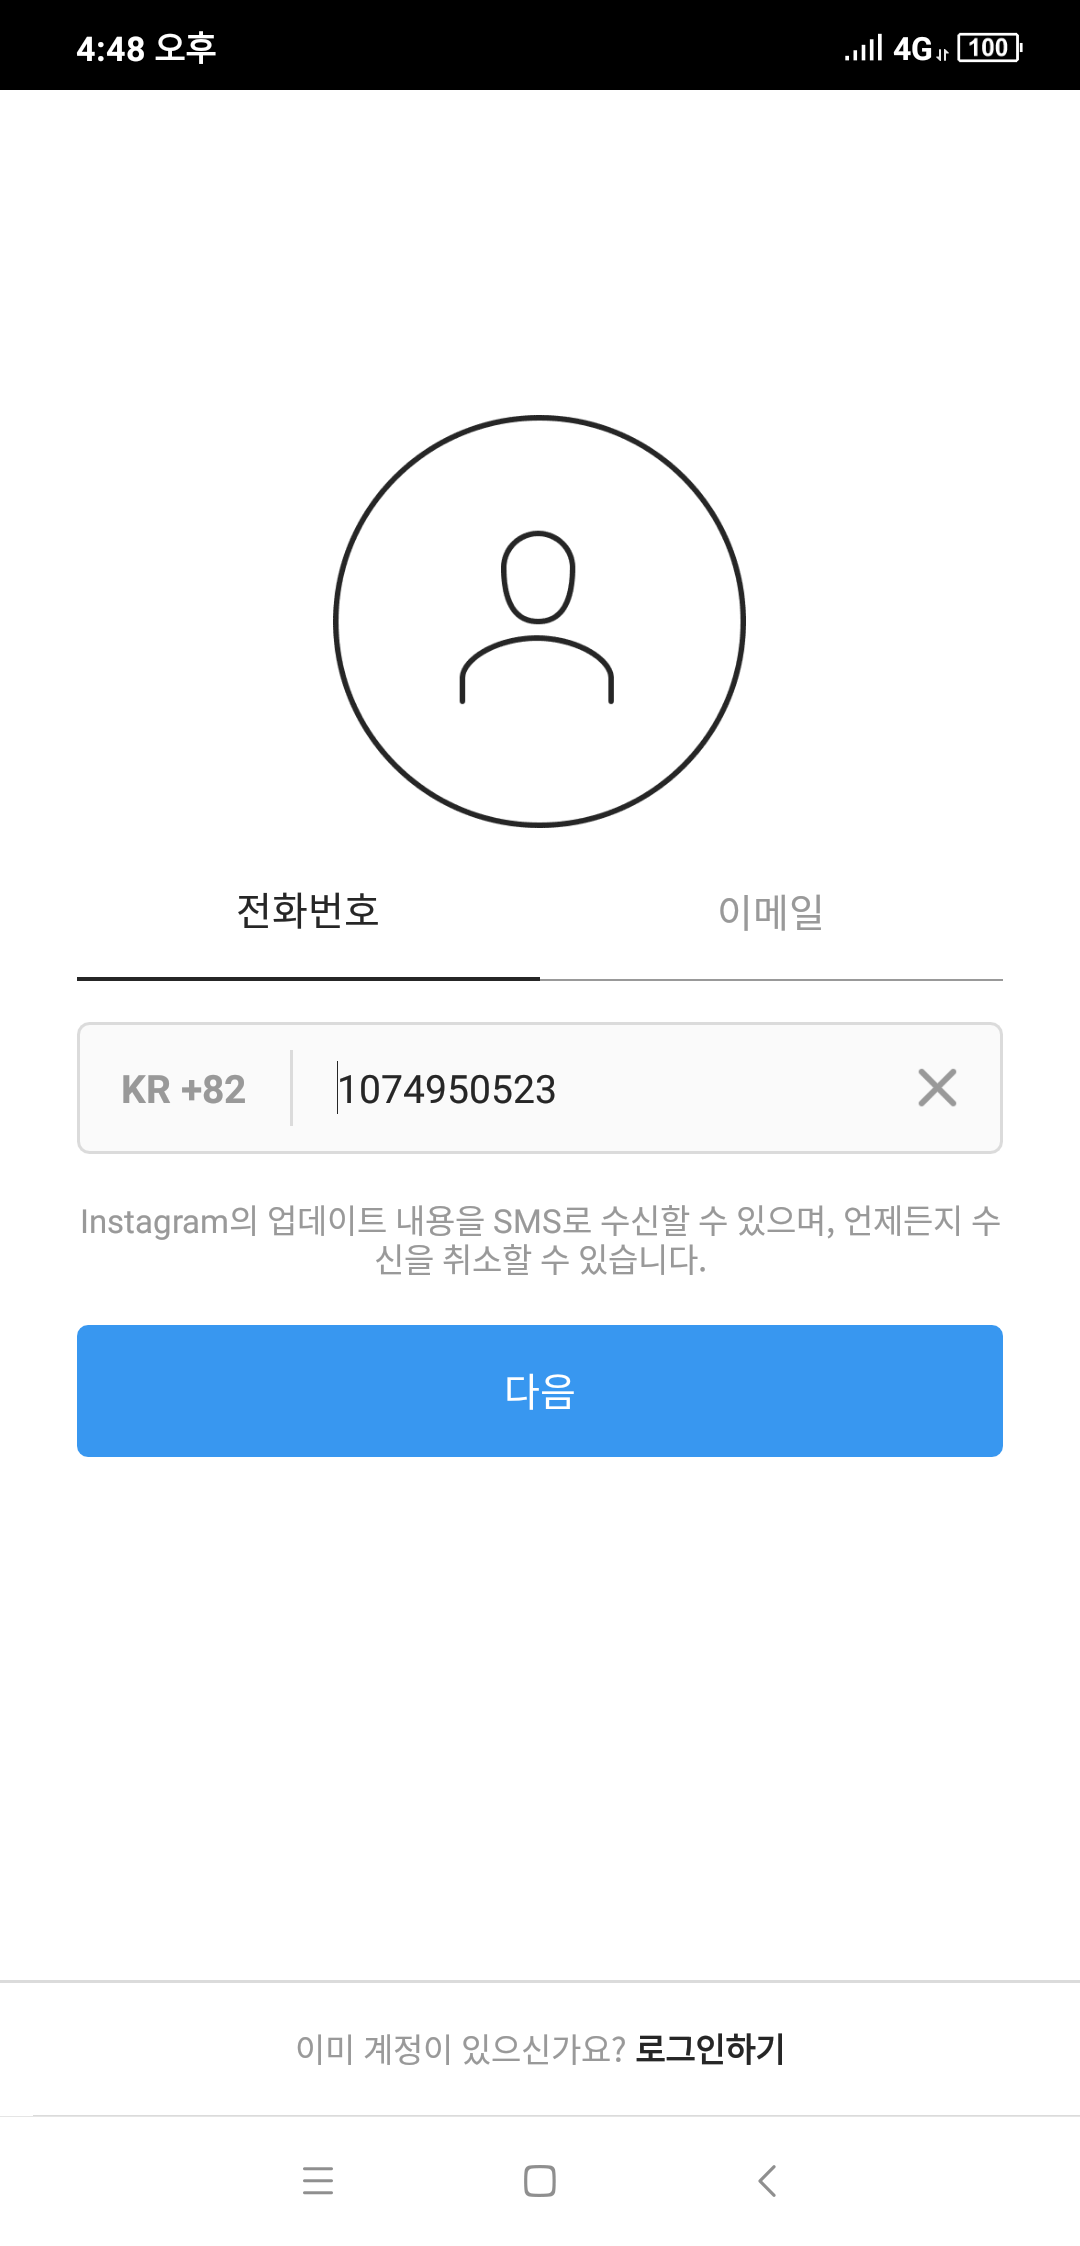 4:48 오후
4G 100
전화번호 이메일
KR +82 1074950523
Instagram의 업데이트 내용을 SMS로 수신할 수 있으며, 언제든지 수
신을 취소할 수 있습니다.
다음
이미 계정이 있으신가요? 로그인하기